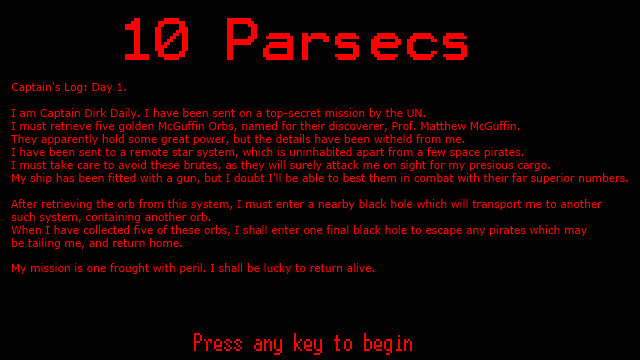 10 Parsecs
Captain's Log: Day 1.
I am Captain Dirk Daily. I have been sent on a top-secret mission by the UN.
I must retrieve five golden McGuffin Orbs, named for their discoverer, Prof. Matthew McGuffin.
They apparently hold some great power, but the details have been witheld from me.
I have been sent to a remote star system, which is uninhabited apart from a few space pirates.
I must take care to avoid these brutes, as they will surely attack me on sight for my presious cargo.
My ship has been fitted with a gun, but I doubt I'll be able to best them in combat with their far superior numbers.
After retrieving the orb from this system, I must enter a nearby black hole which will transport me to another
such system, containing another orb.
When I have collected five of these orbs, I shall enter one final black hole to escape any pirates which may
be tailing me, and return home.
My mission is one frought with peril. I shall be lucky to return alive.
Press any key to begin